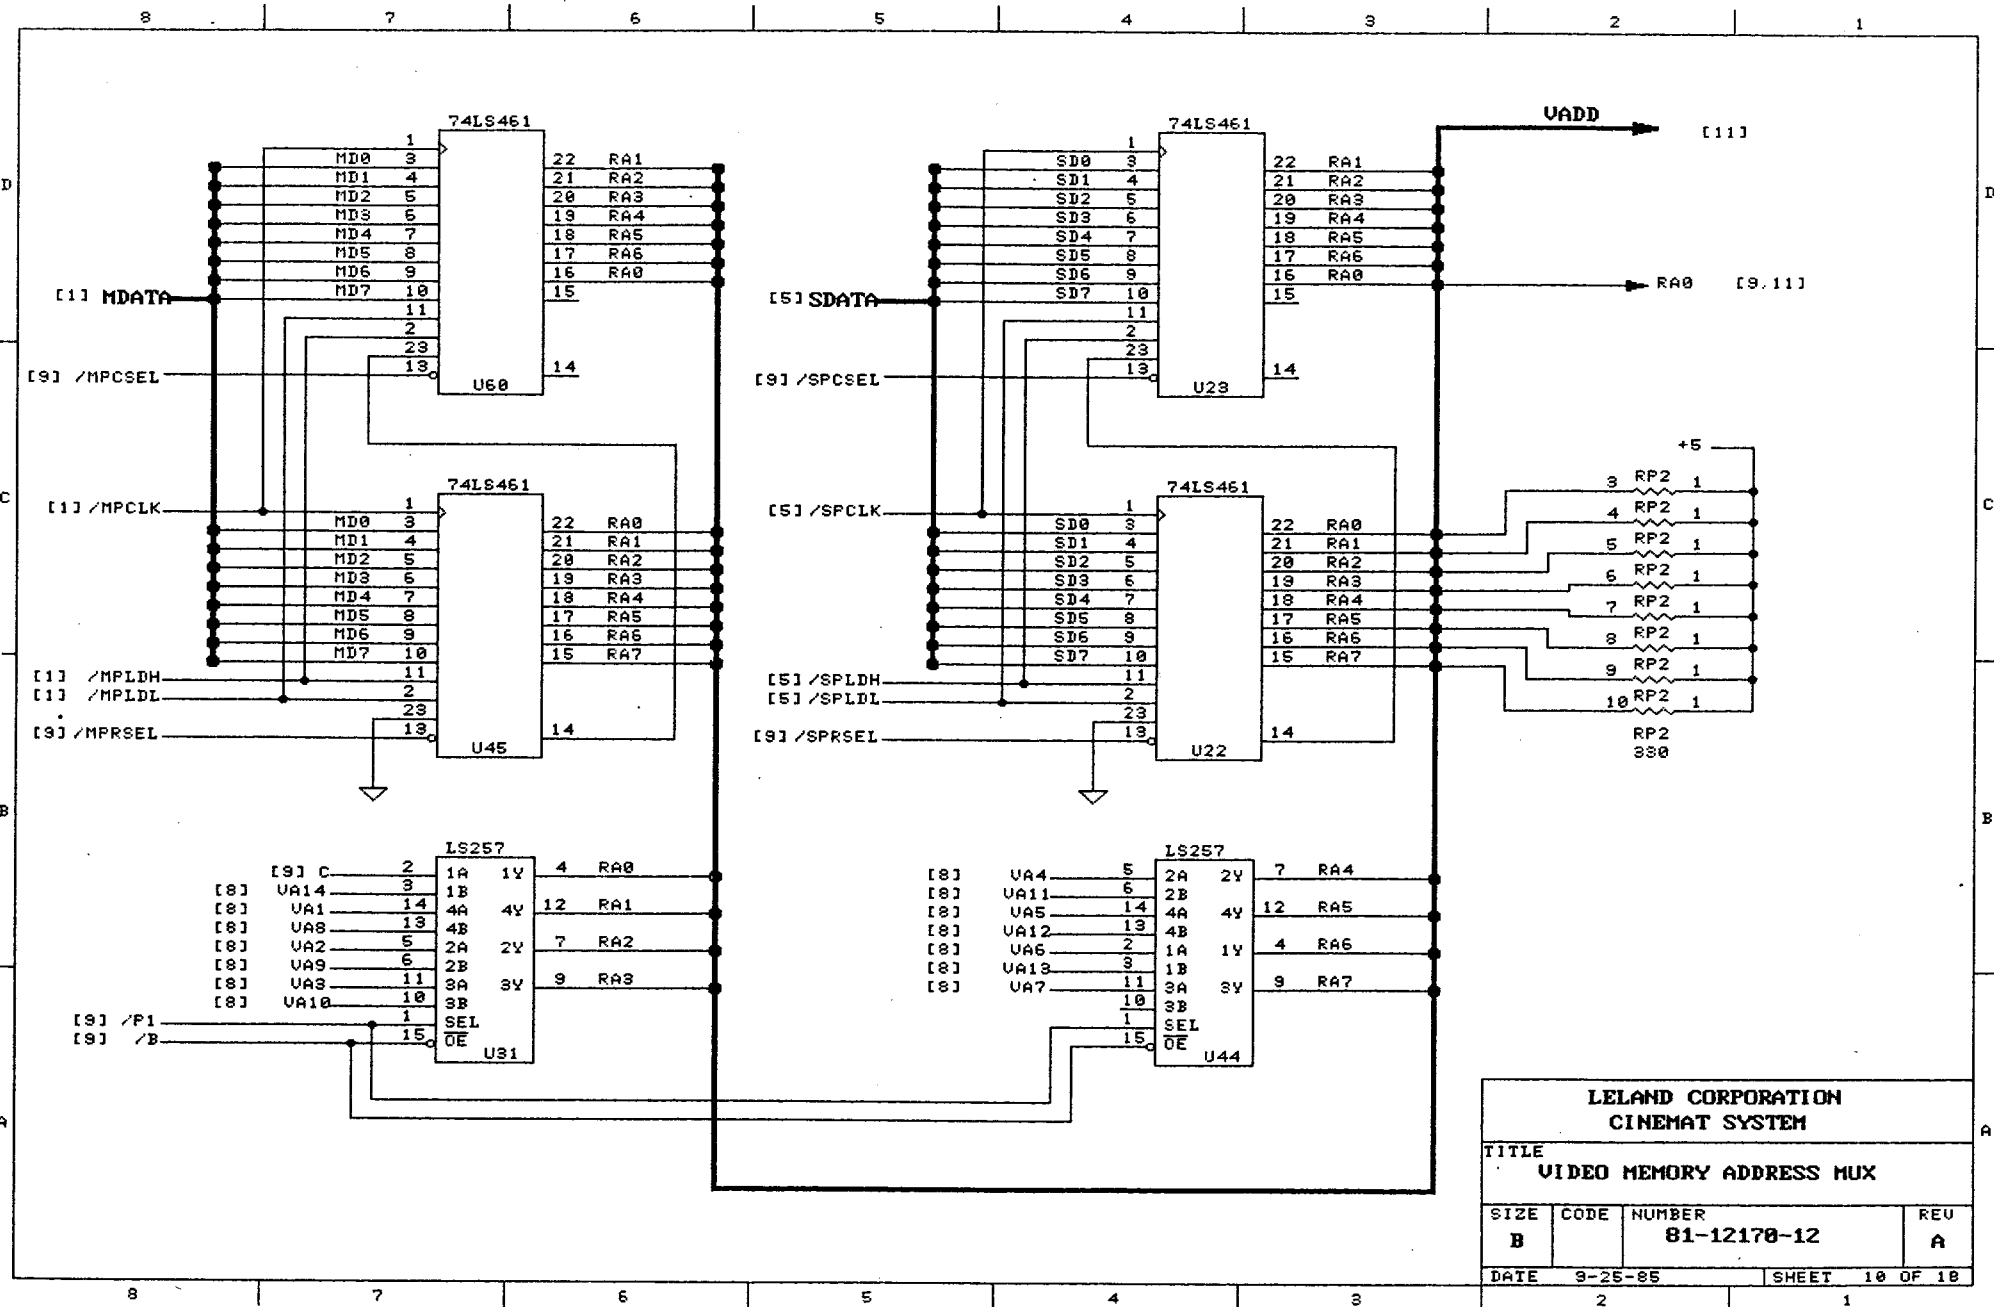 8 7 6 5 4 3 2 1
D D
C C
B B
A A
74LS461
1
MD0 3
MD1 4
MD2 5
MD3 6
MD4 7
MD5 8
MD6 9
MD7 10
11
2
23
13
22 RA1
21 RA2
20 RA3
19 RA4
18 RA5
17 RA6
16 RA0
15
14
U60
[1] MDATA
[9] /MPCSEL
74LS461
1
SD0 3
SD1 4
SD2 5
SD3 6
SD4 7
SD5 8
SD6 9
SD7 10
11
2
23
13
22 RA1
21 RA2
20 RA3
19 RA4
18 RA5
17 RA6
16 RA0
15
14
U23
[5] SDATA
[9] /SPCSEL
VADD
[11]
RA0 [9,11]
[1] /MPCLK
74LS461
1
MD0 3
MD1 4
MD2 5
MD3 6
MD4 7
MD5 8
MD6 9
MD7 10
11
2
23
13
22 RA0
21 RA1
20 RA2
19 RA3
18 RA4
17 RA5
16 RA6
15 RA7
14
U45
[1] /MPLDH
[1] /MPLDL
[9] /MPRSEL
[5] /SPCLK
74LS461
1
SD0 3
SD1 4
SD2 5
SD3 6
SD4 7
SD5 8
SD6 9
SD7 10
11
2
23
13
22 RA0
21 RA1
20 RA2
19 RA3
18 RA4
17 RA5
16 RA6
15 RA7
14
U22
[5] /SPLDH
[5] /SPLDL
[9] /SPRSEL
+5
3 RP2 1
4 RP2 1
5 RP2 1
6 RP2 1
7 RP2 1
8 RP2 1
9 RP2 1
10 RP2 1
RP2
330
LS257
[9] C 2 1A 1Y 4 RA0
[8] VA14 3 1B
[8] VA1 14 4A 4Y 12 RA1
[8] VA8 13 4B
[8] VA2 5 2A 2Y 7 RA2
[8] VA9 6 2B
[8] VA3 11 3A 3Y 9 RA3
[8] VA10 10 3B
[9] /P1 1 SEL
[9] /B 15 OE
U31
LS257
[8] VA4 5 2A 2Y 7 RA4
[8] VA11 6 2B
[8] VA5 14 4A 4Y 12 RA5
[8] VA12 13 4B
[8] VA6 2 1A 1Y 4 RA6
[8] VA13 3 1B
[8] VA7 11 3A 3Y 9 RA7
10 3B
1 SEL
15 OE
U44
LELAND CORPORATION
CINEMAT SYSTEM
TITLE
VIDEO MEMORY ADDRESS MUX
SIZE CODE NUMBER REV
B 81-12170-12 A
DATE 9-25-85 SHEET 10 OF 18
8 7 6 5 4 3 2 1